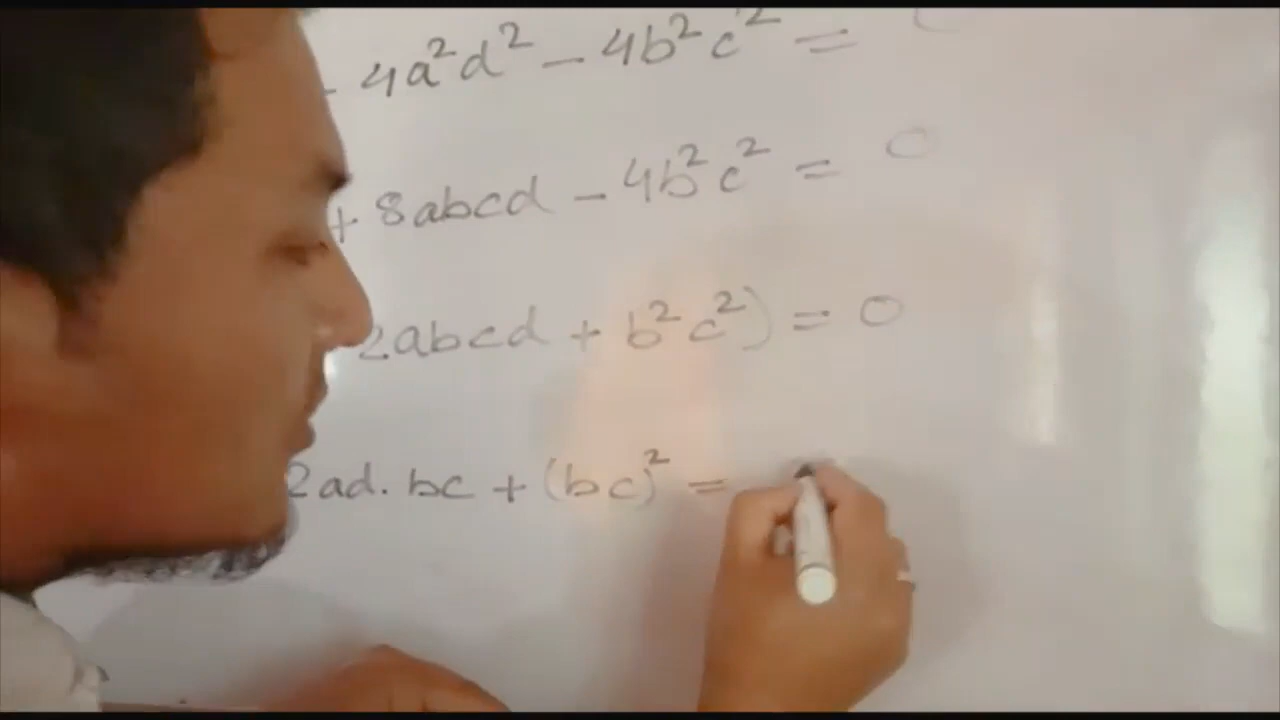 - 4a²d² - 4b²c² =
+ 8abcd - 4b²c² = 0
2abcd + b²c²) = 0
2ad. bc + (bc)² =